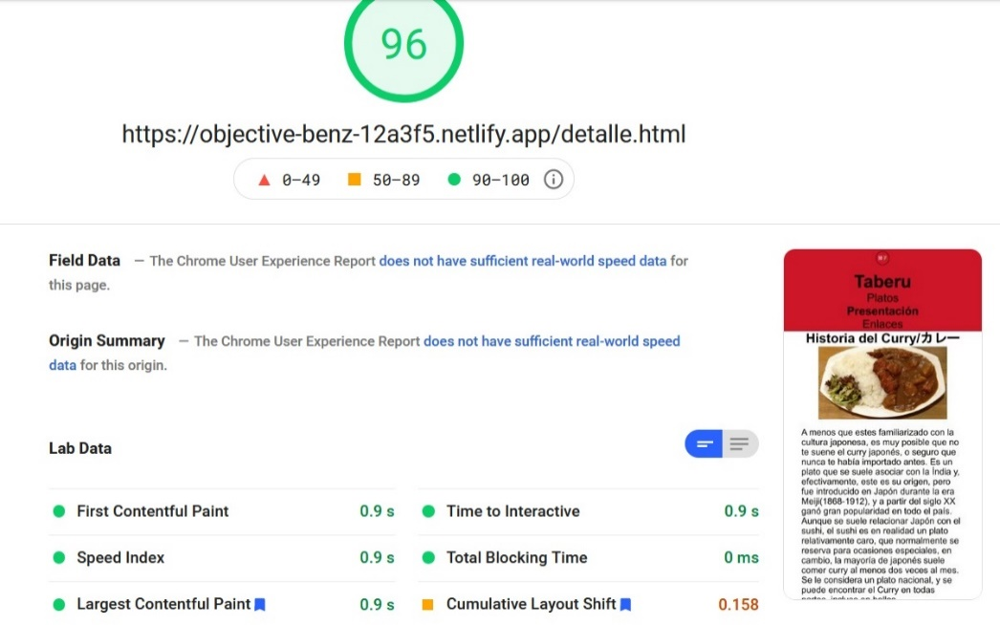 96
https://objective-benz-12a3f5.netlify.app/detalle.html
0–49 50–89 90–100
Field Data — The Chrome User Experience Report does not have sufficient real-world speed data for
this page.
Origin Summary — The Chrome User Experience Report does not have sufficient real-world speed
data for this origin.
Lab Data
First Contentful Paint 0.9 s
Time to Interactive 0.9 s
Speed Index 0.9 s
Total Blocking Time 0 ms
Largest Contentful Paint 0.9 s
Cumulative Layout Shift 0.158
Taberu
Platos
Presentación
Enlaces
Historia del Curry/カレー
A menos que estes familiarizado con la
cultura japonesa, es muy posible que no
te suene el curry japonés, o seguro que
nunca te había importado antes. Es un
plato que se suele asociar con la Índia y,
efectivamente, este es su origen, pero
fue introducido en Japón durante la era
Meiji(1868-1912), y a partir del siglo XX
ganó gran popularidad en todo el país.
Aunque se suele relacionar Japón con el
sushi, el sushi es en realidad un plato
relativamente caro, que normalmente se
reserva para ocasiones especiales, en
cambio, la mayoría de japonés suele
comer curry al menos dos veces al mes.
Se le considera un plato nacional, y se
puede encontrar el Curry en todas